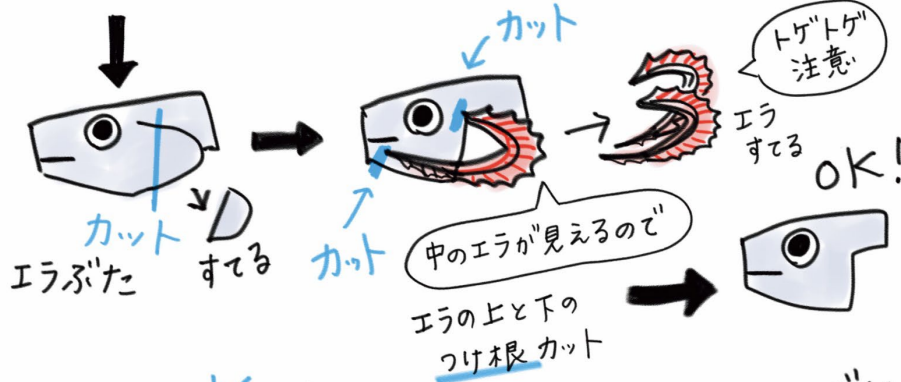 カット
エラぶた
すてる
カット
カット
中のエラが見えるので
エラの上と下の
つけ根カット
トゲトゲ
注意
エラ
すてる
OK!